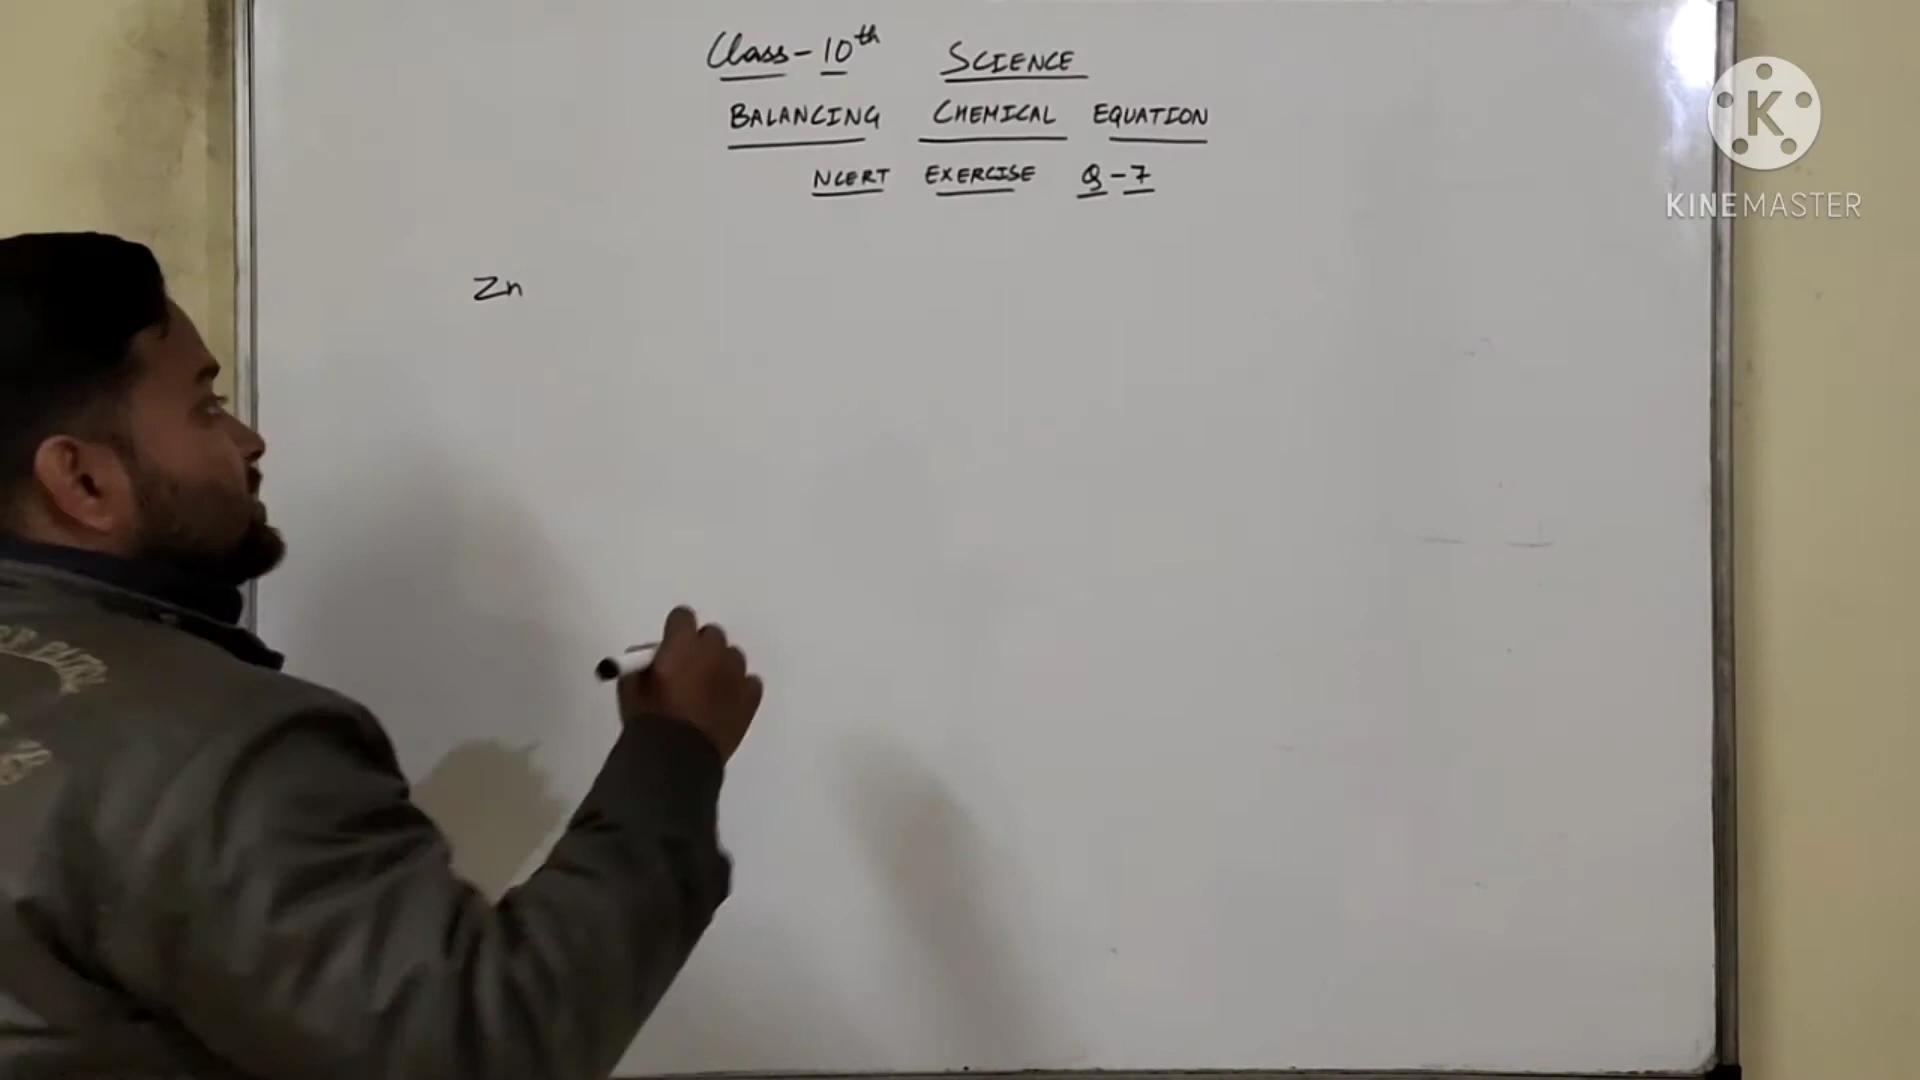 Class - 10th SCIENCE
BALANCING CHEMICAL EQUATION
NCERT EXERCISE Q-7
Zn
K
KINEMASTER